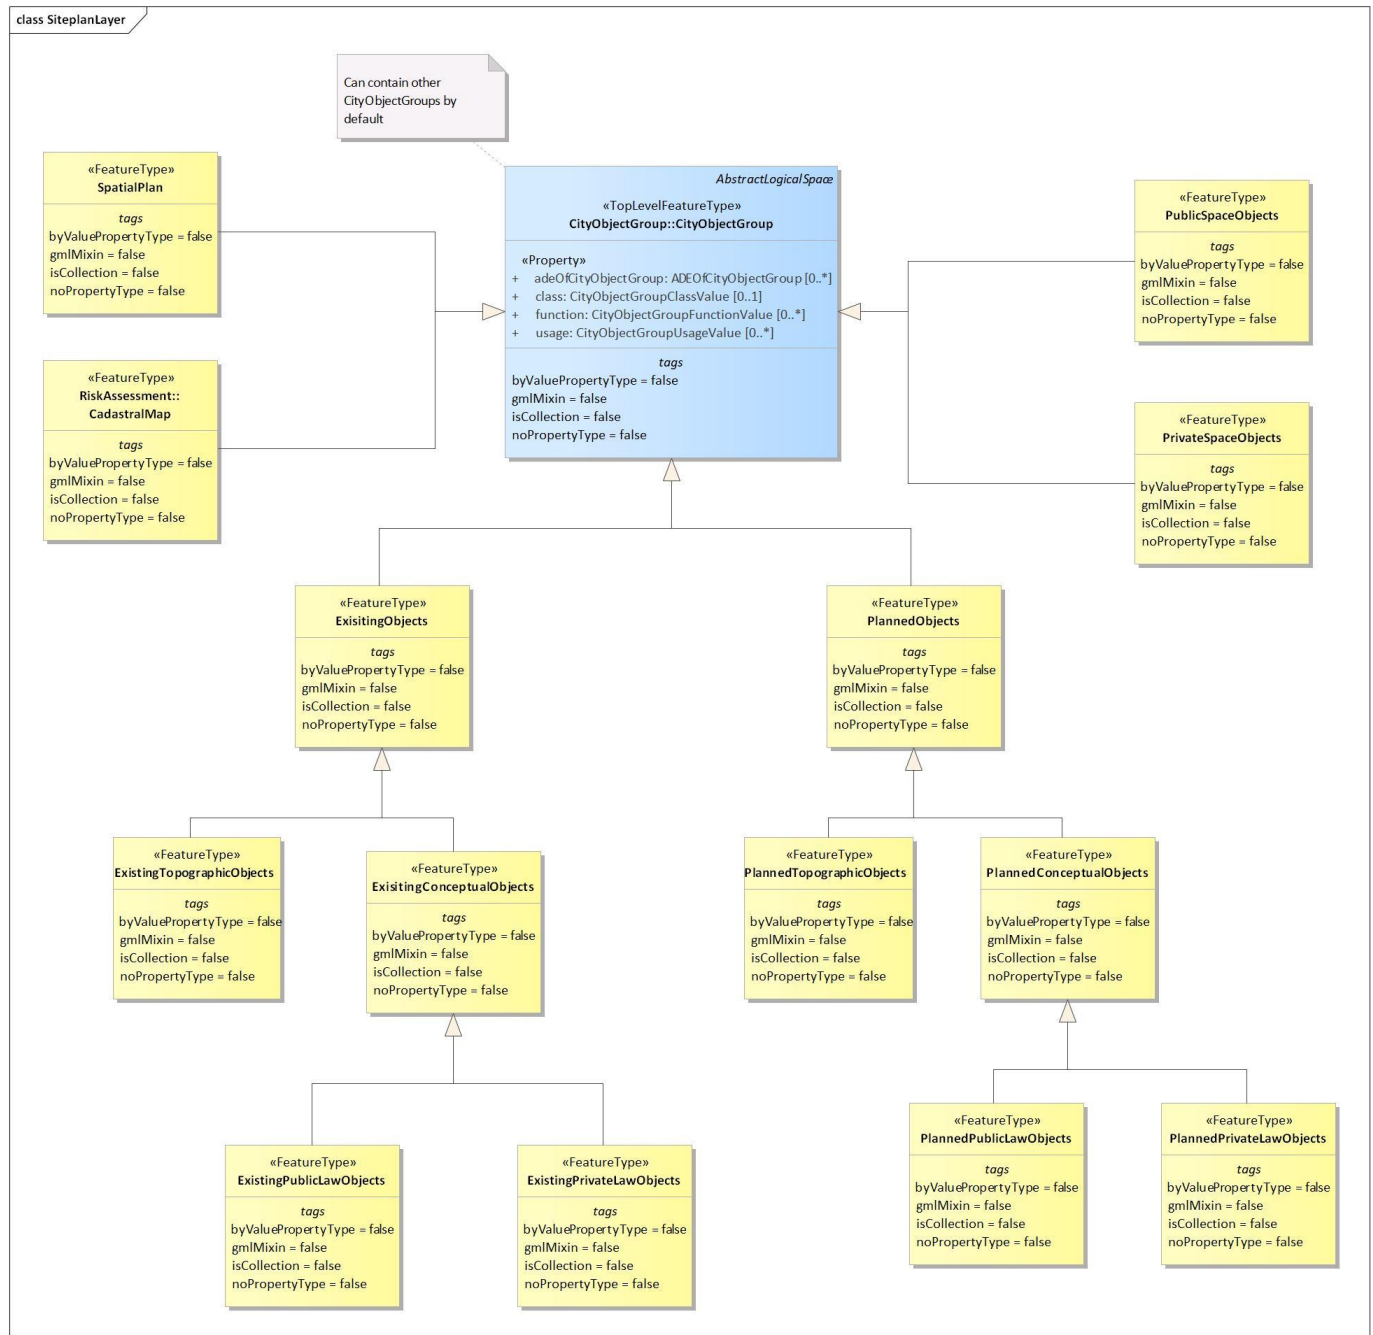 class SiteplanLayer
Can contain other
CityObjectGroups by
default
«FeatureType»
SpatialPlan
tags
byValuePropertyType = false
gmlMixin = false
isCollection = false
noPropertyType = false
AbstractLogicalSpace
«TopLevelFeatureType»
CityObjectGroup::CityObjectGroup
«Property»
+ adeOfCityObjectGroup: ADEOfCityObjectGroup [0..*]
+ class: CityObjectGroupClassValue [0..1]
+ function: CityObjectGroupFunctionValue [0..*]
+ usage: CityObjectGroupUsageValue [0..*]
tags
byValuePropertyType = false
gmlMixin = false
isCollection = false
noPropertyType = false
«FeatureType»
PublicSpaceObjects
tags
byValuePropertyType = false
gmlMixin = false
isCollection = false
noPropertyType = false
«FeatureType»
RiskAssessment::
CadastralMap
tags
byValuePropertyType = false
gmlMixin = false
isCollection = false
noPropertyType = false
«FeatureType»
PrivateSpaceObjects
tags
byValuePropertyType = false
gmlMixin = false
isCollection = false
noPropertyType = false
«FeatureType»
ExisitingObjects
tags
byValuePropertyType = false
gmlMixin = false
isCollection = false
noPropertyType = false
«FeatureType»
PlannedObjects
tags
byValuePropertyType = false
gmlMixin = false
isCollection = false
noPropertyType = false
«FeatureType»
ExistingTopographicObjects
tags
byValuePropertyType = false
gmlMixin = false
isCollection = false
noPropertyType = false
«FeatureType»
ExisitingConceptualObjects
tags
byValuePropertyType = false
gmlMixin = false
isCollection = false
noPropertyType = false
«FeatureType»
PlannedTopographicObjects
tags
byValuePropertyType = false
gmlMixin = false
isCollection = false
noPropertyType = false
«FeatureType»
PlannedConceptualObjects
tags
byValuePropertyType = false
gmlMixin = false
isCollection = false
noPropertyType = false
«FeatureType»
ExistingPublicLawObjects
tags
byValuePropertyType = false
gmlMixin = false
isCollection = false
noPropertyType = false
«FeatureType»
ExistingPrivateLawObjects
tags
byValuePropertyType = false
gmlMixin = false
isCollection = false
noPropertyType = false
«FeatureType»
PlannedPublicLawObjects
tags
byValuePropertyType = false
gmlMixin = false
isCollection = false
noPropertyType = false
«FeatureType»
PlannedPrivateLawObjects
tags
byValuePropertyType = false
gmlMixin = false
isCollection = false
noPropertyType = false